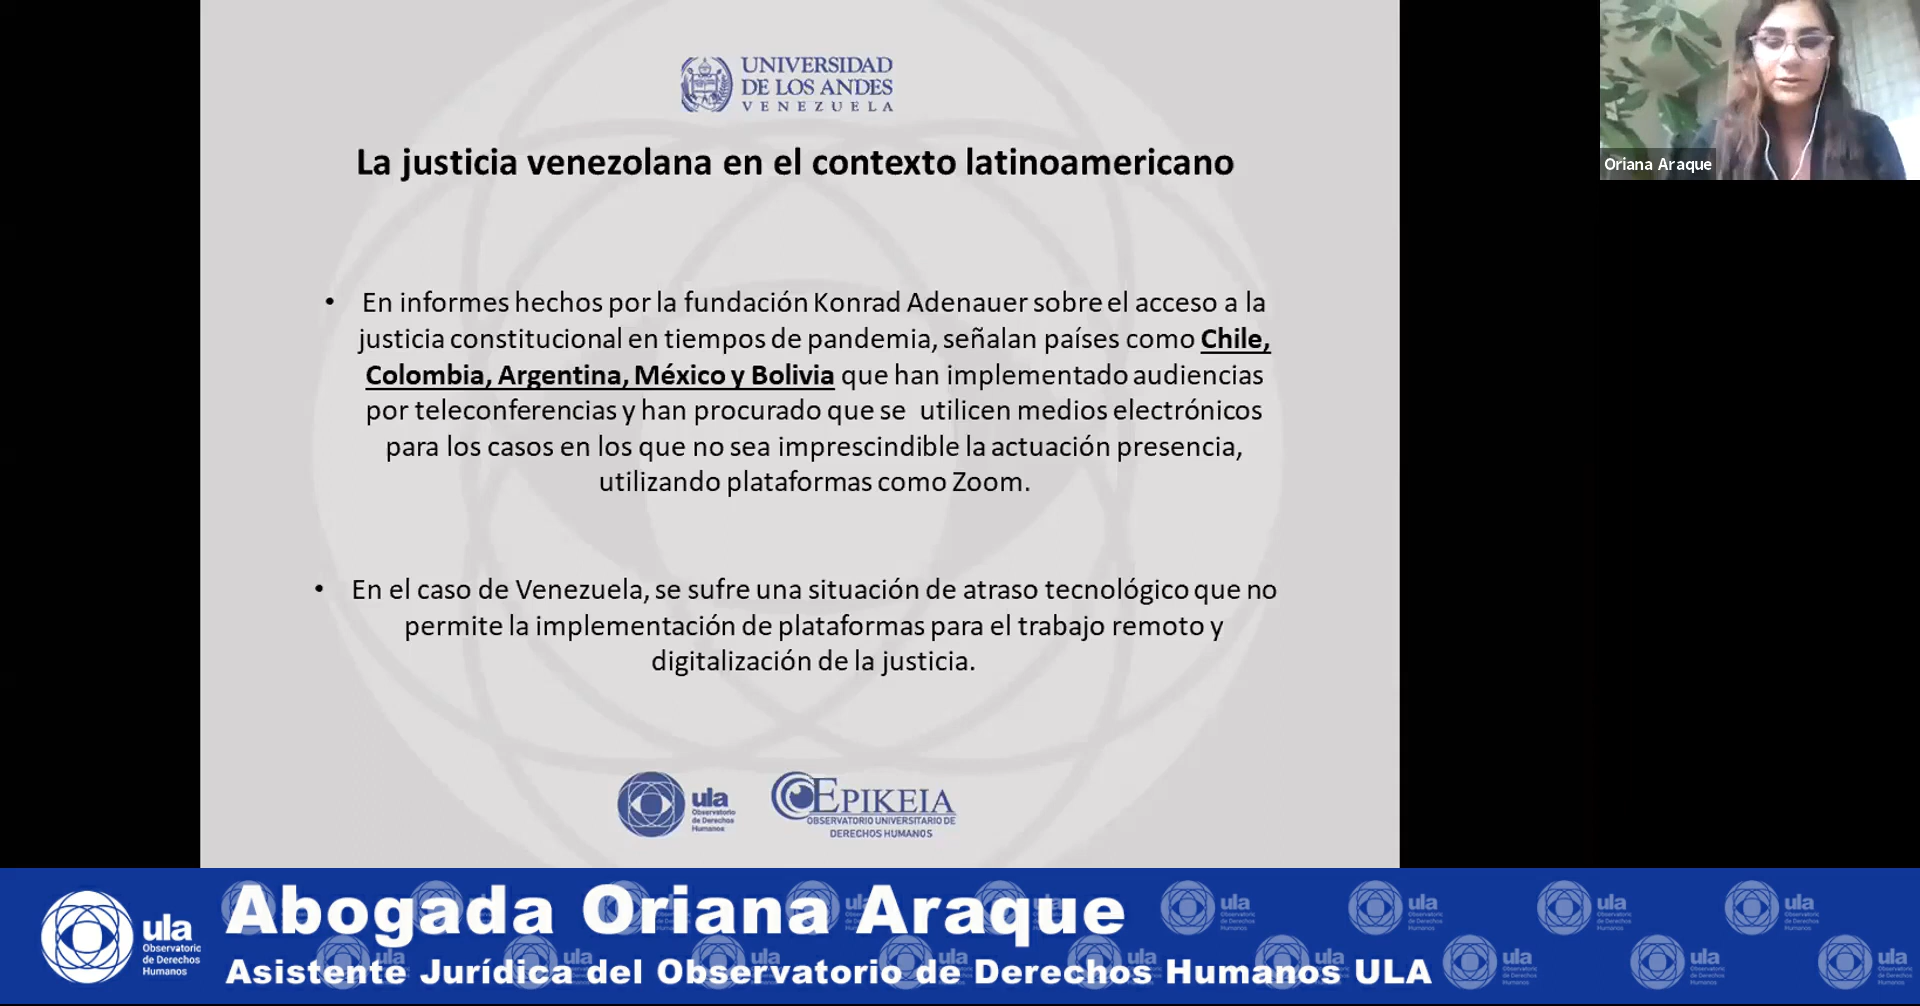 UNIVERSIDAD
DE LOS ANDES
VENEZUELA
La justicia venezolana en el contexto latinoamericano
• En informes hechos por la fundación Konrad Adenauer sobre el acceso a la
justicia constitucional en tiempos de pandemia, señalan países como Chile,
Colombia, Argentina, México y Bolivia que han implementado audiencias
por teleconferencias y han procurado que se utilicen medios electrónicos
para los casos en los que no sea imprescindible la actuación presencia,
utilizando plataformas como Zoom.
• En el caso de Venezuela, se sufre una situación de atraso tecnológico que no
permite la implementación de plataformas para el trabajo remoto y
digitalización de la justicia.
ula
Observatorio
de Derechos
Humanos
EPIKEIA
OBSERVATORIO UNIVERSITARIO DE
DERECHOS HUMANOS
Oriana Araque
ula
Observatorio
de Derechos
Humanos
Abogada Oriana Araque
Asistente Jurídica del Observatorio de Derechos Humanos ULA